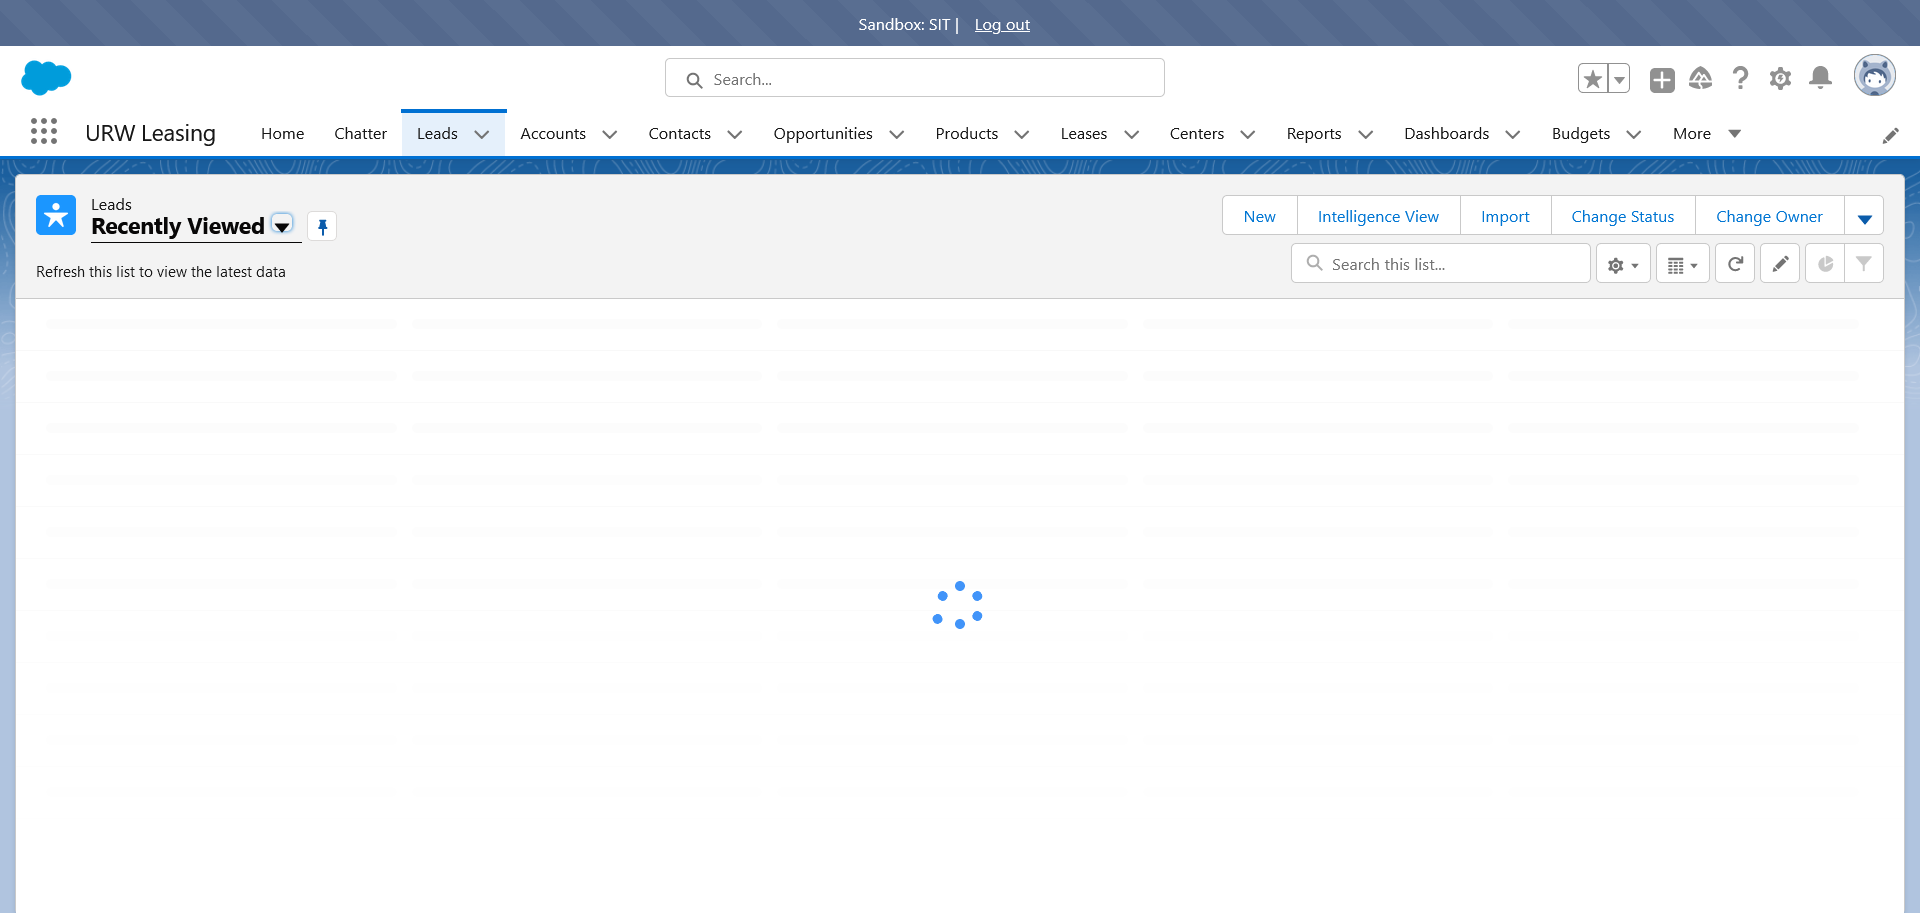 Sandbox: SIT | Log out
Search...
URW Leasing
Home
Chatter
Leads
Accounts
Contacts
Opportunities
Products
Leases
Centers
Reports
Dashboards
Budgets
More
Leads
Recently Viewed
New
Intelligence View
Import
Change Status
Change Owner
Refresh this list to view the latest data
Search this list...